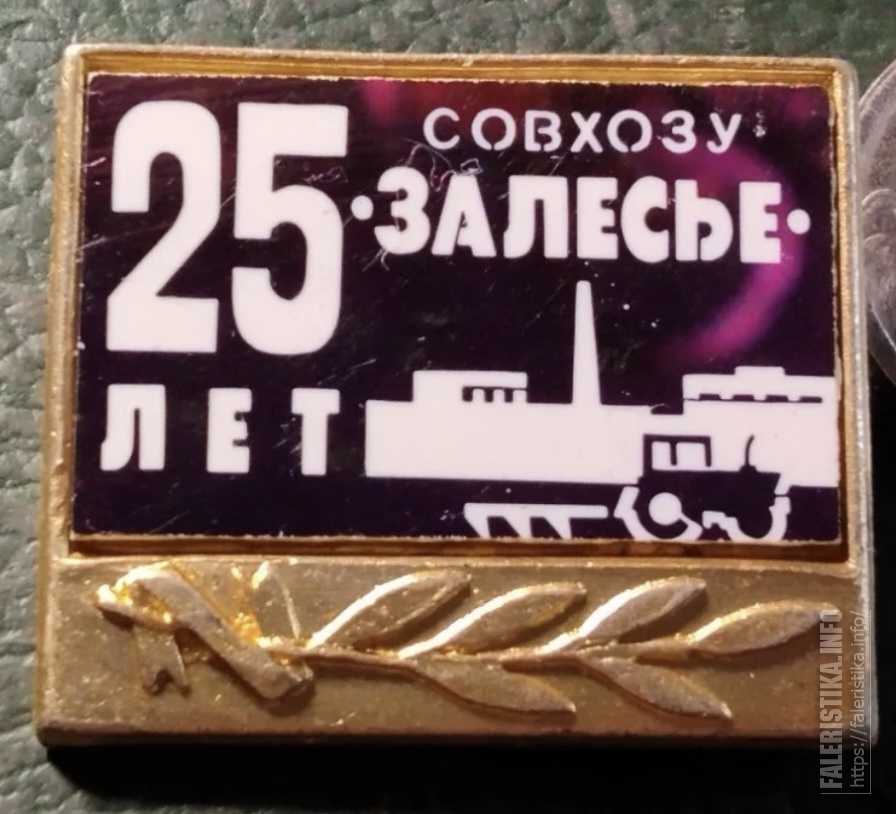 25
ЛЕТ
СОВХОЗУ
·ЗАЛЕСЬЕ·
FALERISTIKA.INFO
https://faleristika.info/